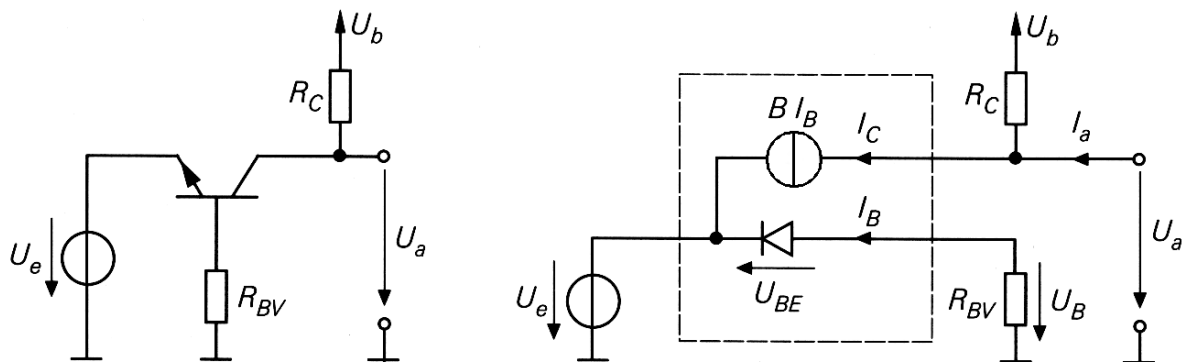 U_b
R_C
U_e
R_BV
U_a
U_b
R_C
B I_B
I_C
I_a
I_B
U_a
U_e
U_BE
R_BV
U_B